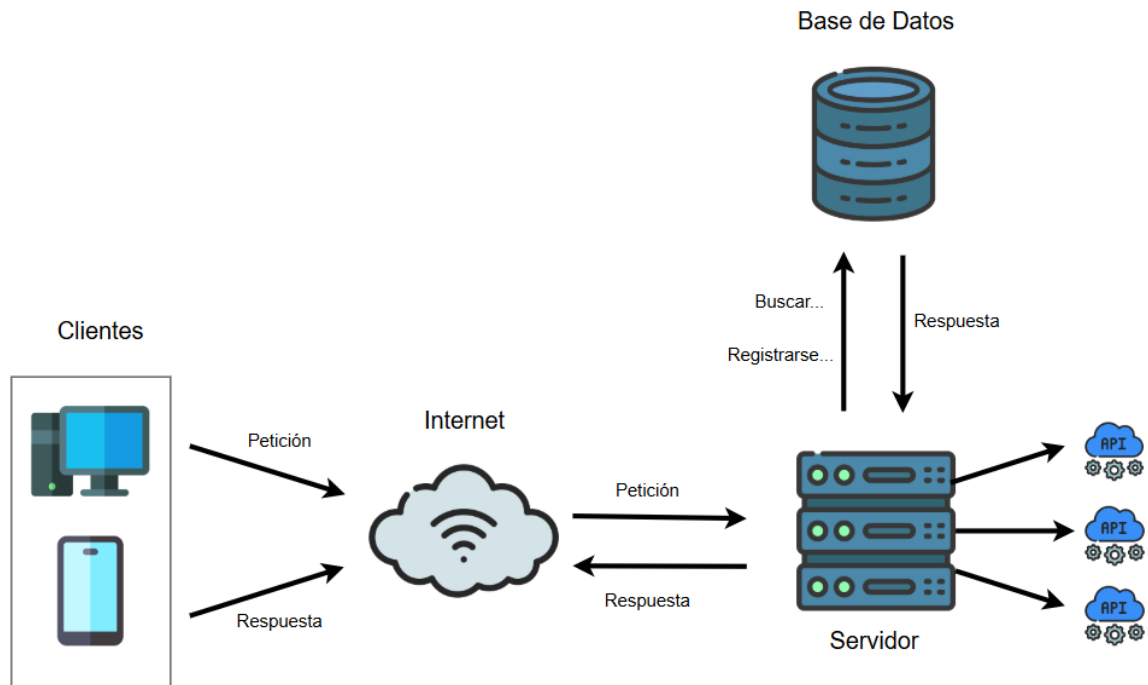 Base de Datos
Buscar...
Respuesta
Registrarse...
Clientes
Petición
Internet
Petición
Respuesta
Respuesta
Servidor
API
API
API